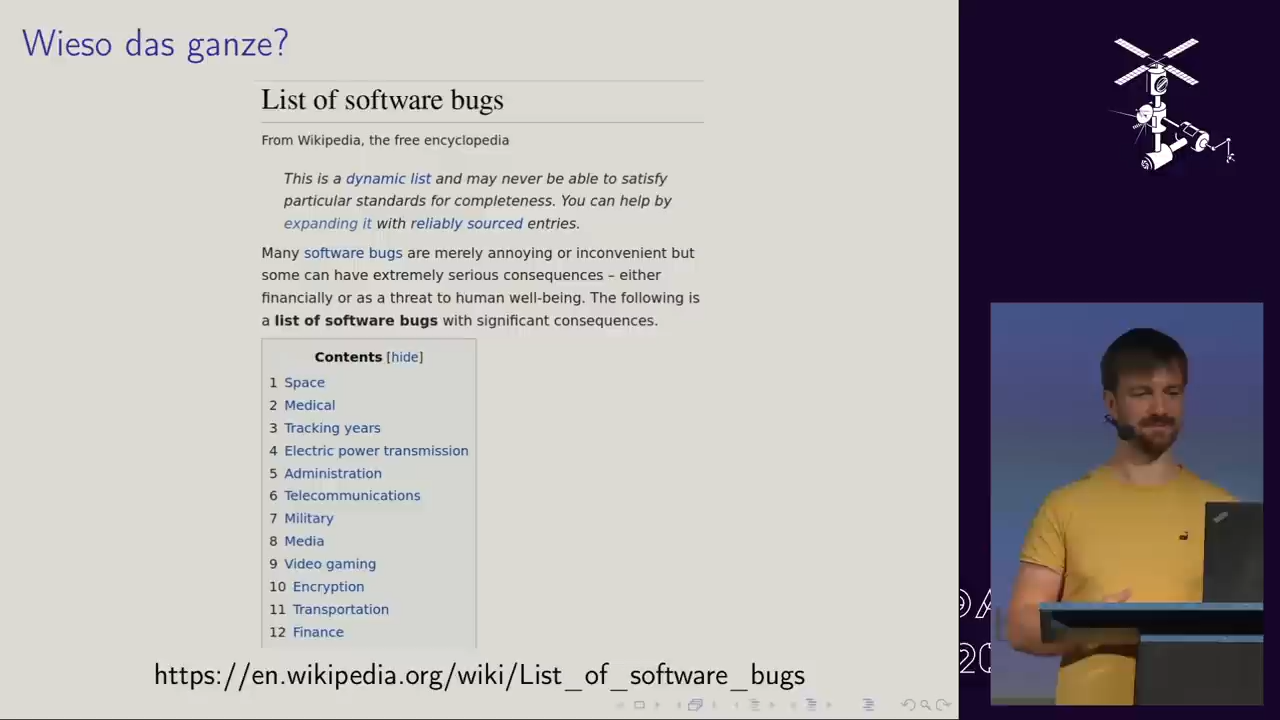 Wieso das ganze?
List of software bugs
From Wikipedia, the free encyclopedia
This is a dynamic list and may never be able to satisfy
particular standards for completeness. You can help by
expanding it with reliably sourced entries.
Many software bugs are merely annoying or inconvenient but
some can have extremely serious consequences – either
financially or as a threat to human well-being. The following is
a list of software bugs with significant consequences.
Contents [hide]
1 Space
2 Medical
3 Tracking years
4 Electric power transmission
5 Administration
6 Telecommunications
7 Military
8 Media
9 Video gaming
10 Encryption
11 Transportation
12 Finance
https://en.wikipedia.org/wiki/List_of_software_bugs